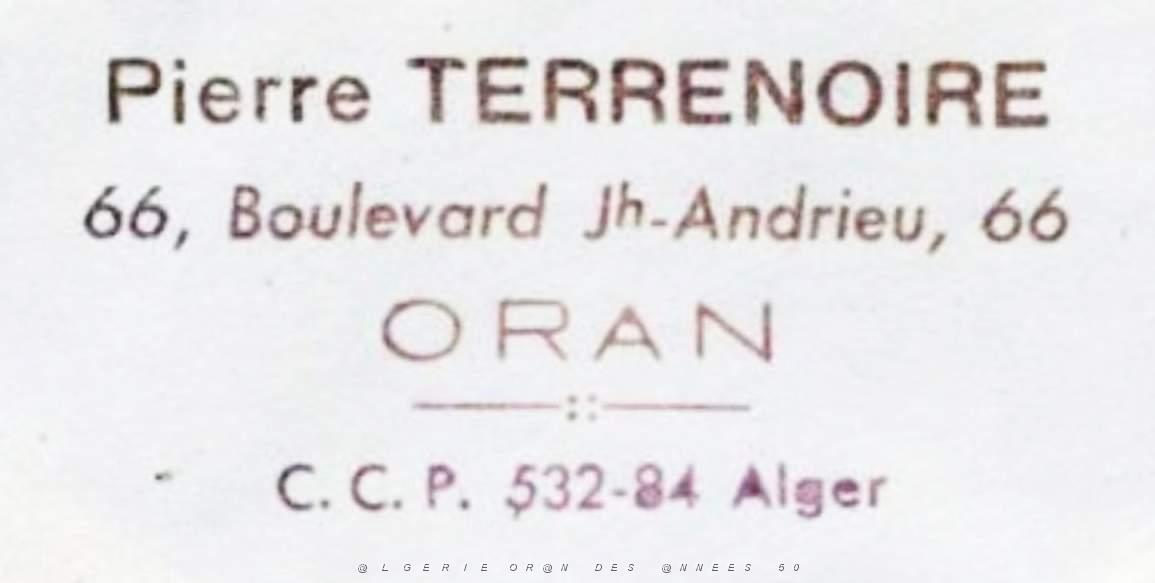 Pierre TERRENOIRE
66, Boulevard Jh-Andrieu, 66
ORAN
C. C. P. 532-84 Alger
@LGERIE OR@N DES @NNEES 50